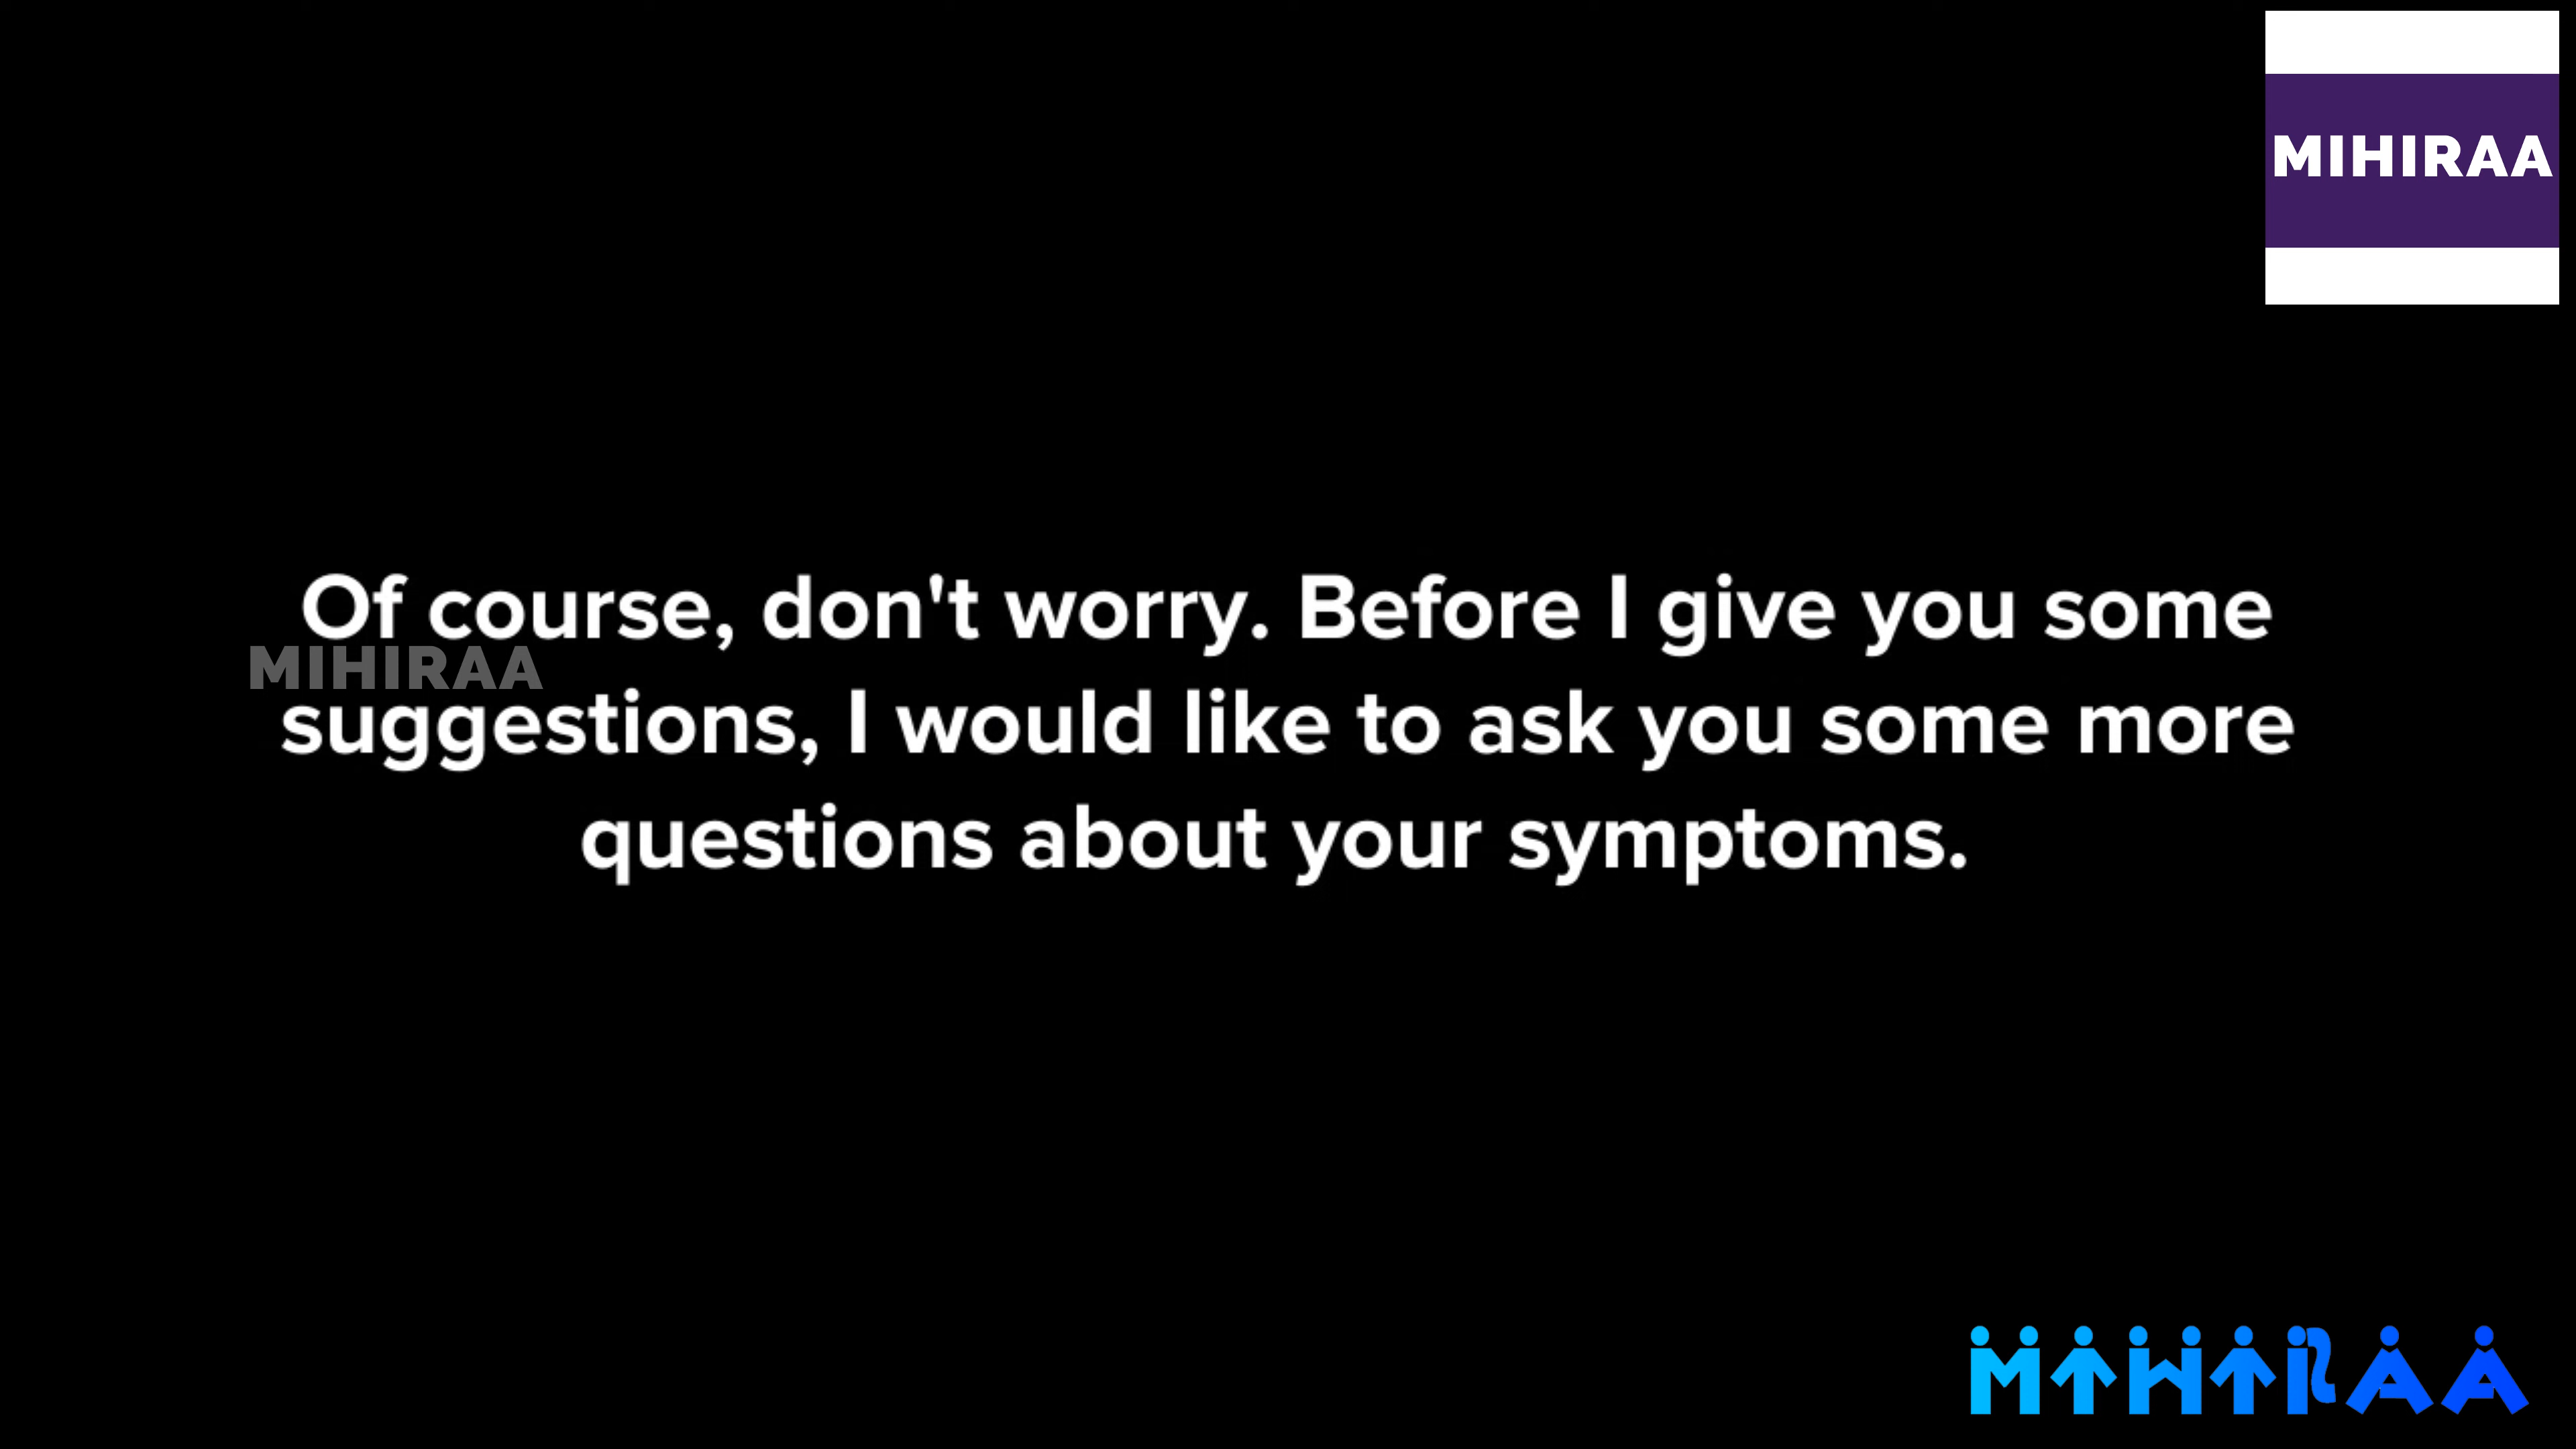 MIHIRAA
Of course, don't worry. Before I give you some
MIHIRAA
suggestions, I would like to ask you some more
questions about your symptoms.
MIHIRAA